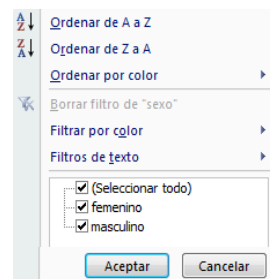 Ordenar de A a Z
Ordenar de Z a A
Ordenar por color
Borrar filtro de "sexo"
Filtrar por color
Filtros de texto
(Seleccionar todo)
femenino
masculino
Aceptar
Cancelar